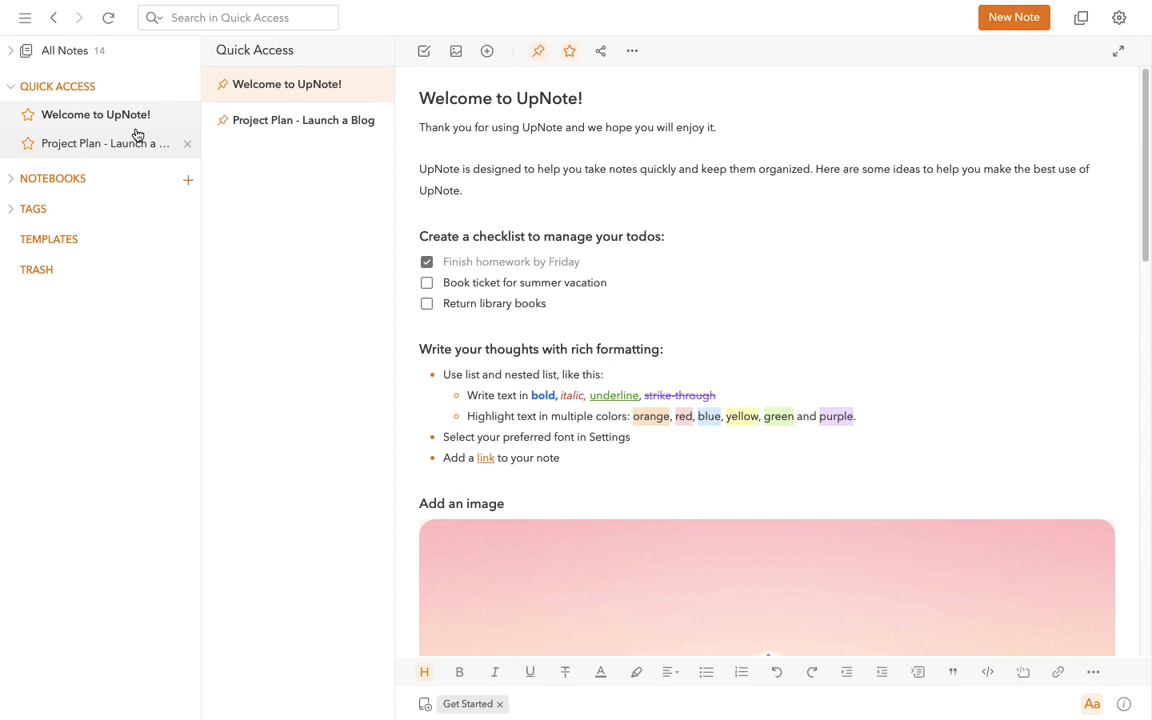 Search in Quick Access
New Note
All Notes 14
QUICK ACCESS
Welcome to UpNote!
Project Plan - Launch a ...
NOTEBOOKS
TAGS
TEMPLATES
TRASH
Quick Access
Welcome to UpNote!
Project Plan - Launch a Blog
Welcome to UpNote!
Thank you for using UpNote and we hope you will enjoy it.
UpNote is designed to help you take notes quickly and keep them organized. Here are some ideas to help you make the best use of
UpNote.
Create a checklist to manage your todos:
Finish homework by Friday
Book ticket for summer vacation
Return library books
Write your thoughts with rich formatting:
Use list and nested list, like this:
Write text in bold, italic, underline, strike-through
Highlight text in multiple colors: orange, red, blue, yellow, green and purple.
Select your preferred font in Settings
Add a link to your note
Add an image
H B I U T A
Get Started
Aa